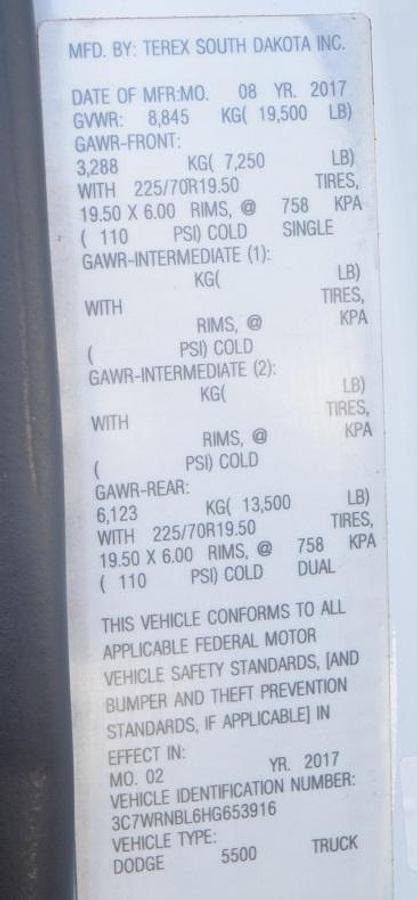 MFD. BY: TEREX SOUTH DAKOTA INC.
DATE OF MFR:MO. 08 YR. 2017
GVWR: 8,845 KG( 19,500 LB)
GAWR-FRONT:
3,288 KG( 7,250 LB)
WITH 225/70R19.50 TIRES,
19.50 X 6.00 RIMS, @ 758 KPA
( 110 PSI) COLD SINGLE
GAWR-INTERMEDIATE (1):
KG( LB)
WITH TIRES,
RIMS, @ KPA
( PSI) COLD
GAWR-INTERMEDIATE (2):
KG( LB)
WITH TIRES,
RIMS, @ KPA
( PSI) COLD
GAWR-REAR:
6,123 KG( 13,500 LB)
WITH 225/70R19.50 TIRES,
19.50 X 6.00 RIMS, @ 758 KPA
( 110 PSI) COLD DUAL
THIS VEHICLE CONFORMS TO ALL
APPLICABLE FEDERAL MOTOR
VEHICLE SAFETY STANDARDS, [AND
BUMPER AND THEFT PREVENTION
STANDARDS, IF APPLICABLE] IN
EFFECT IN:
MO. 02 YR. 2017
VEHICLE IDENTIFICATION NUMBER:
3C7WRNBL6HG653916
VEHICLE TYPE:
DODGE 5500 TRUCK